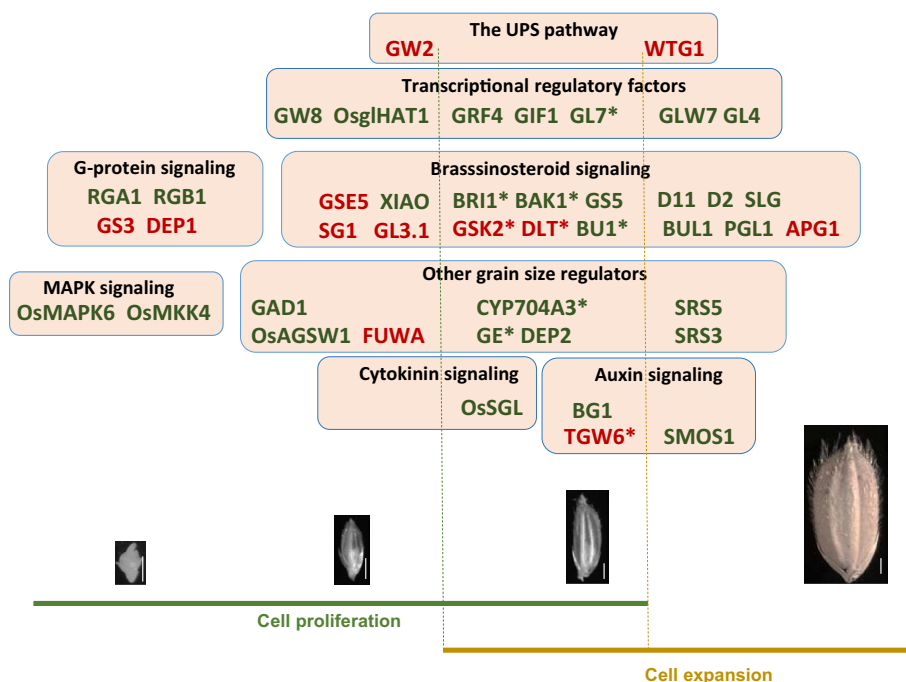 The UPS pathway
GW2 WTG1
Transcriptional regulatory factors
GW8 OsglHAT1 GRF4 GIF1 GL7* GLW7 GL4
G-protein signaling
RGA1 RGB1
GS3 DEP1
Brasssinosteroid signaling
GSE5 XIAO BRI1* BAK1* GS5 D11 D2 SLG
SG1 GL3.1 GSK2* DLT* BU1* BUL1 PGL1 APG1
MAPK signaling
OsMAPK6 OsMKK4
Other grain size regulators
GAD1 CYP704A3* SRS5
OsAGSW1 FUWA GE* DEP2 SRS3
Cytokinin signaling
OsSGL
Auxin signaling
BG1
TGW6* SMOS1
Cell proliferation
Cell expansion